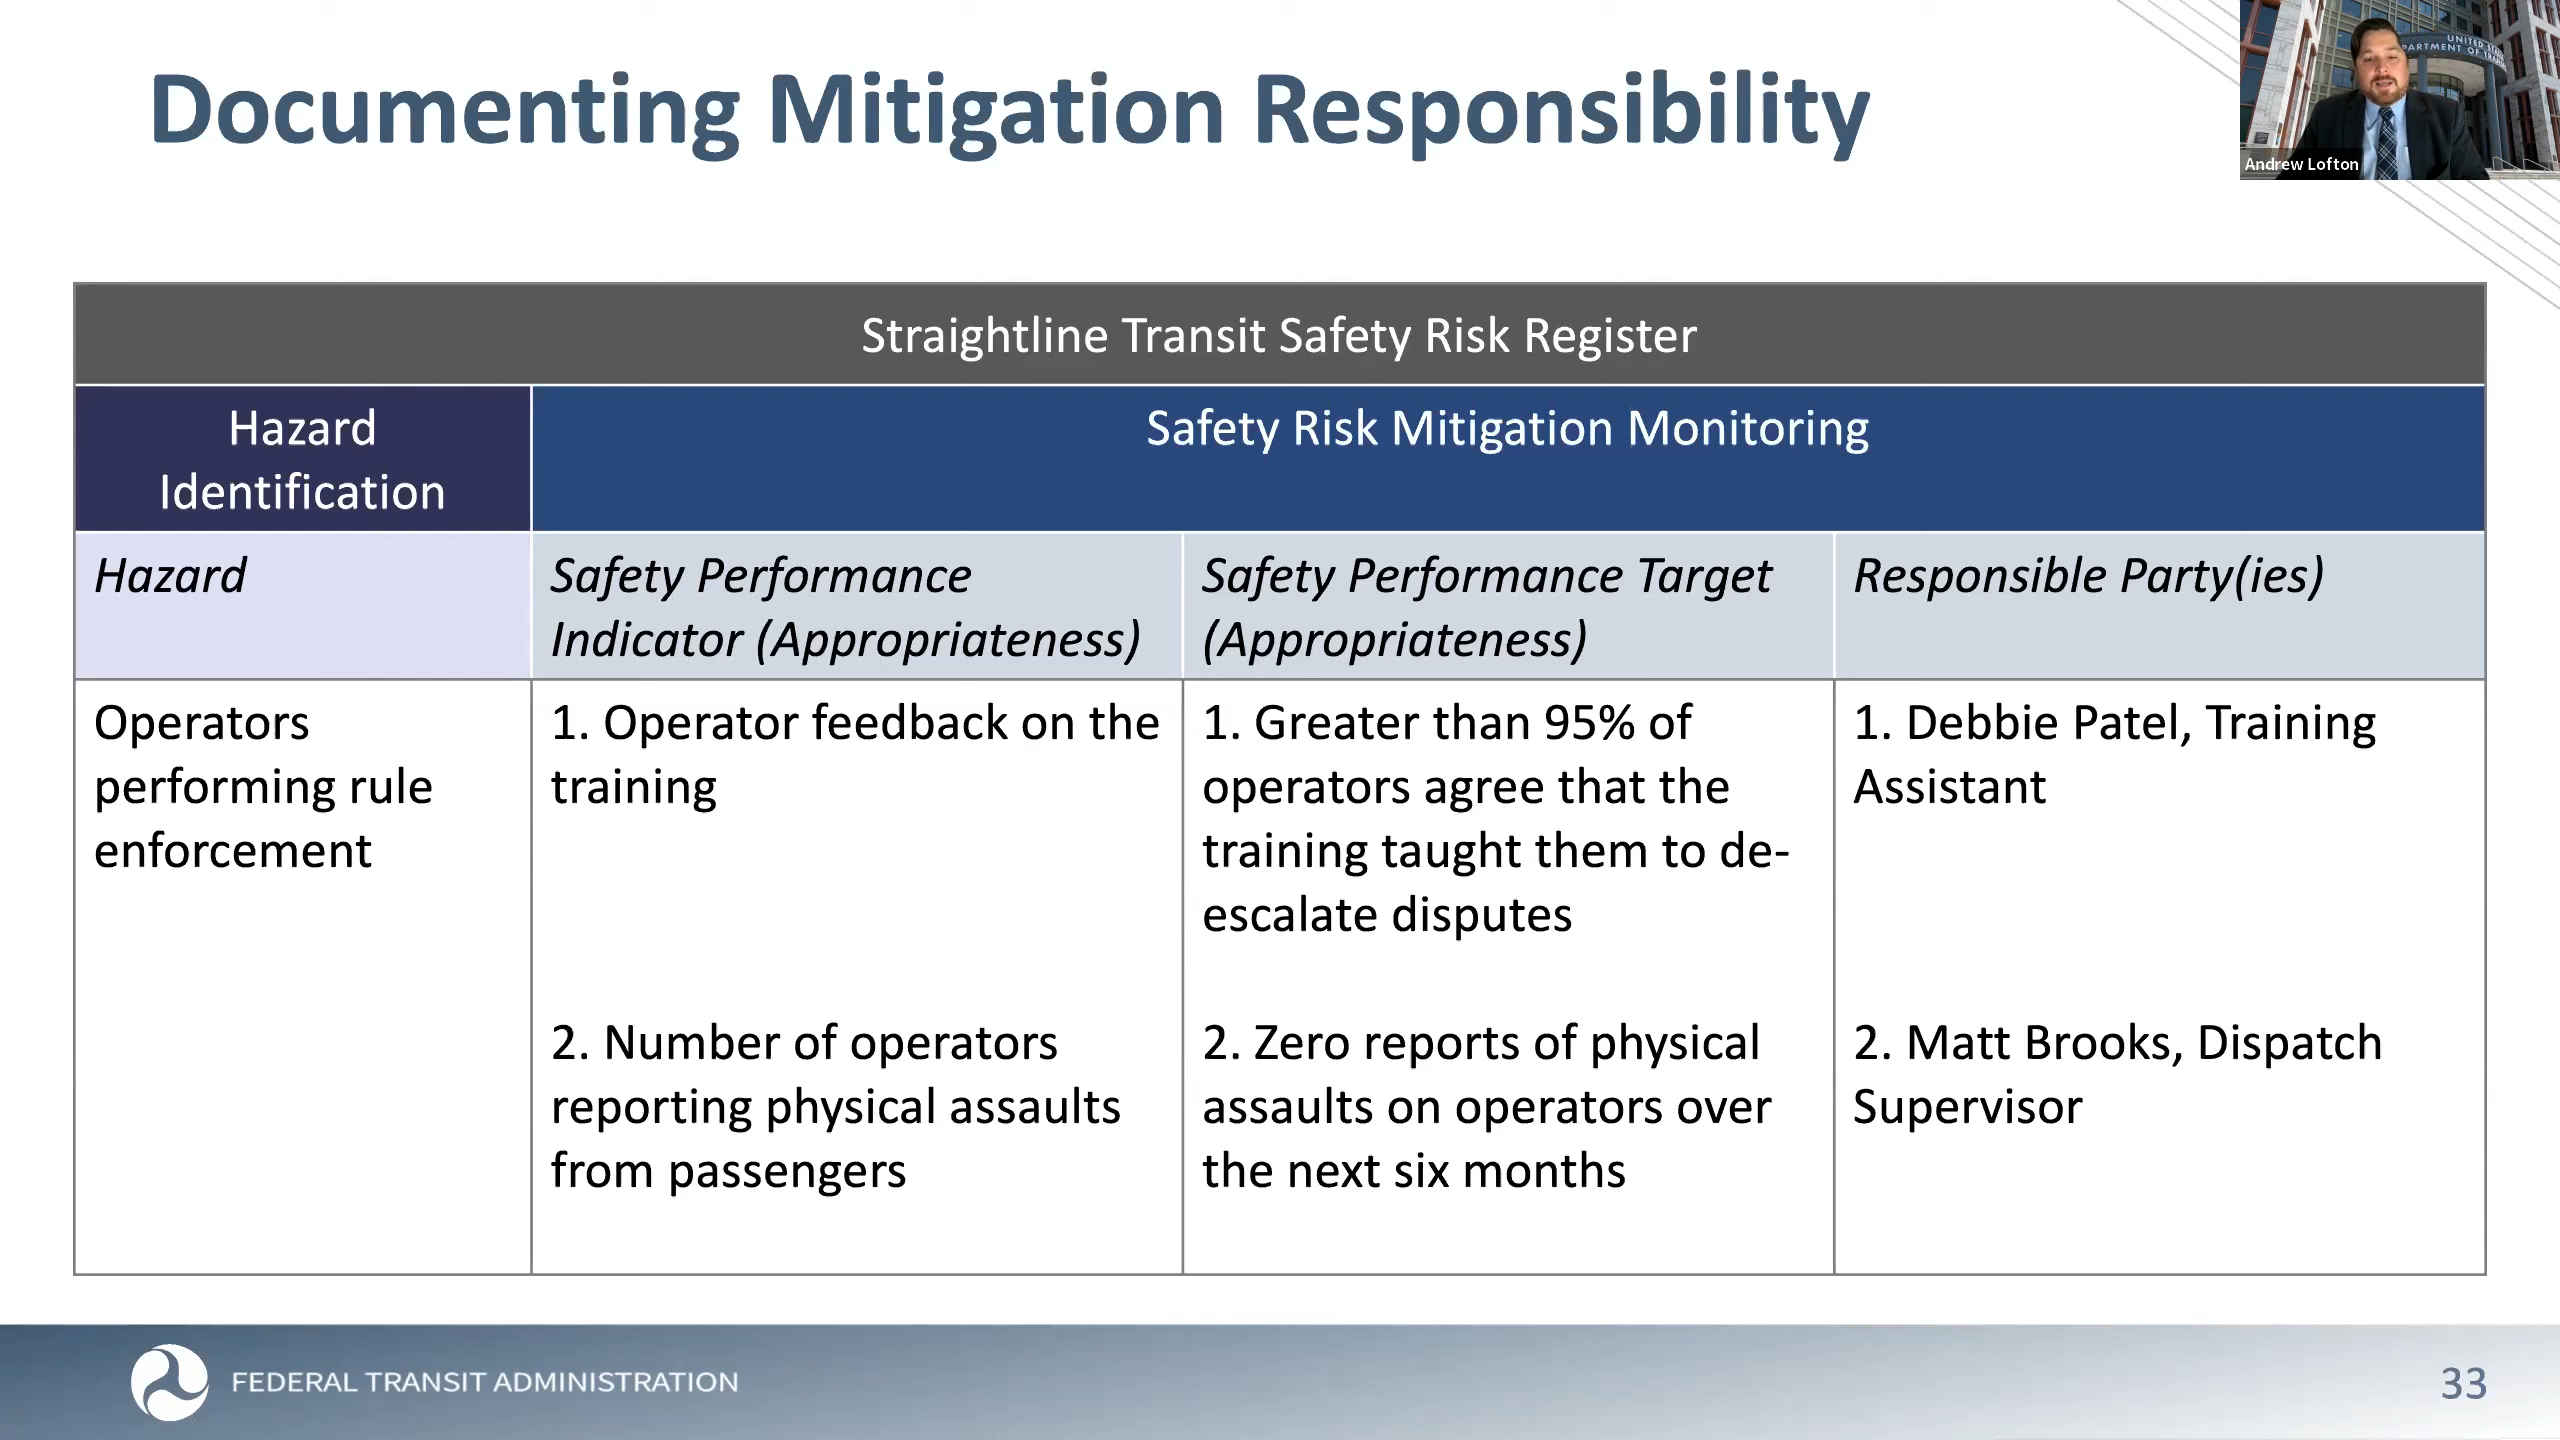 Documenting Mitigation Responsibility
UNITED
PARTMENT OF TRAN
Andrew Lofton
Straightline Transit Safety Risk Register
Hazard
Identification
Safety Risk Mitigation Monitoring
Hazard
Safety Performance
Indicator (Appropriateness)
Safety Performance Target
(Appropriateness)
Responsible Party(ies)
Operators
performing rule
enforcement
1. Operator feedback on the
training
1. Greater than 95% of
operators agree that the
training taught them to de-
escalate disputes
1. Debbie Patel, Training
Assistant
2. Number of operators
reporting physical assaults
from passengers
2. Zero reports of physical
assaults on operators over
the next six months
2. Matt Brooks, Dispatch
Supervisor
FEDERAL TRANSIT ADMINISTRATION
33